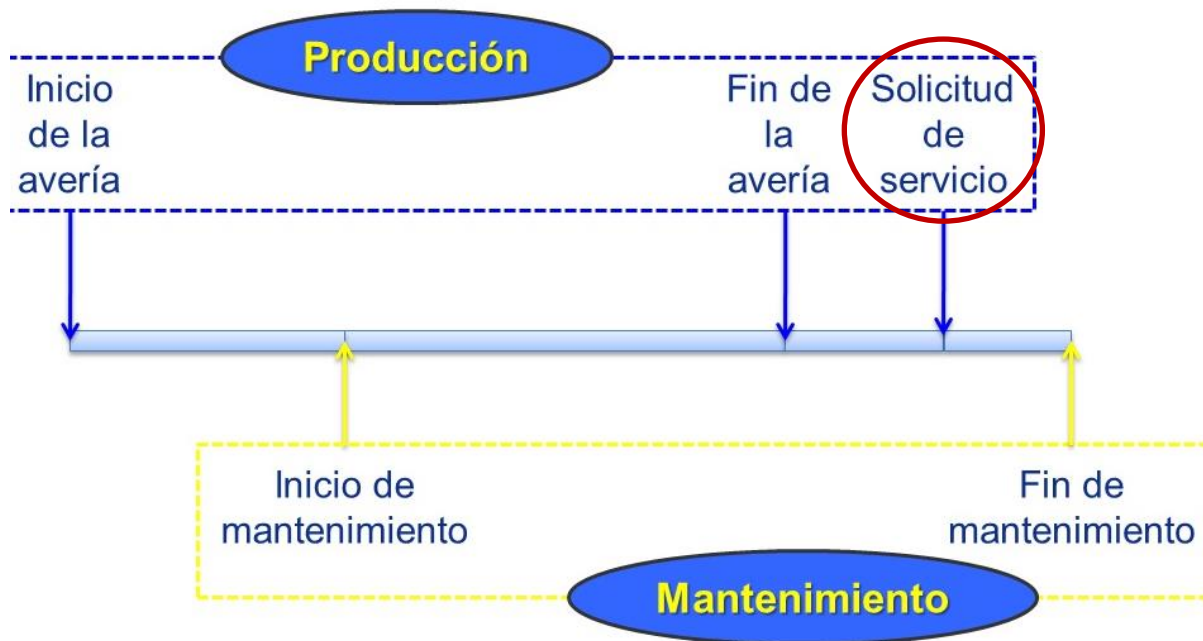 Producción
Inicio
de la
avería
Fin de
la
avería
Solicitud
de
servicio
Inicio de
mantenimiento
Fin de
mantenimiento
Mantenimiento